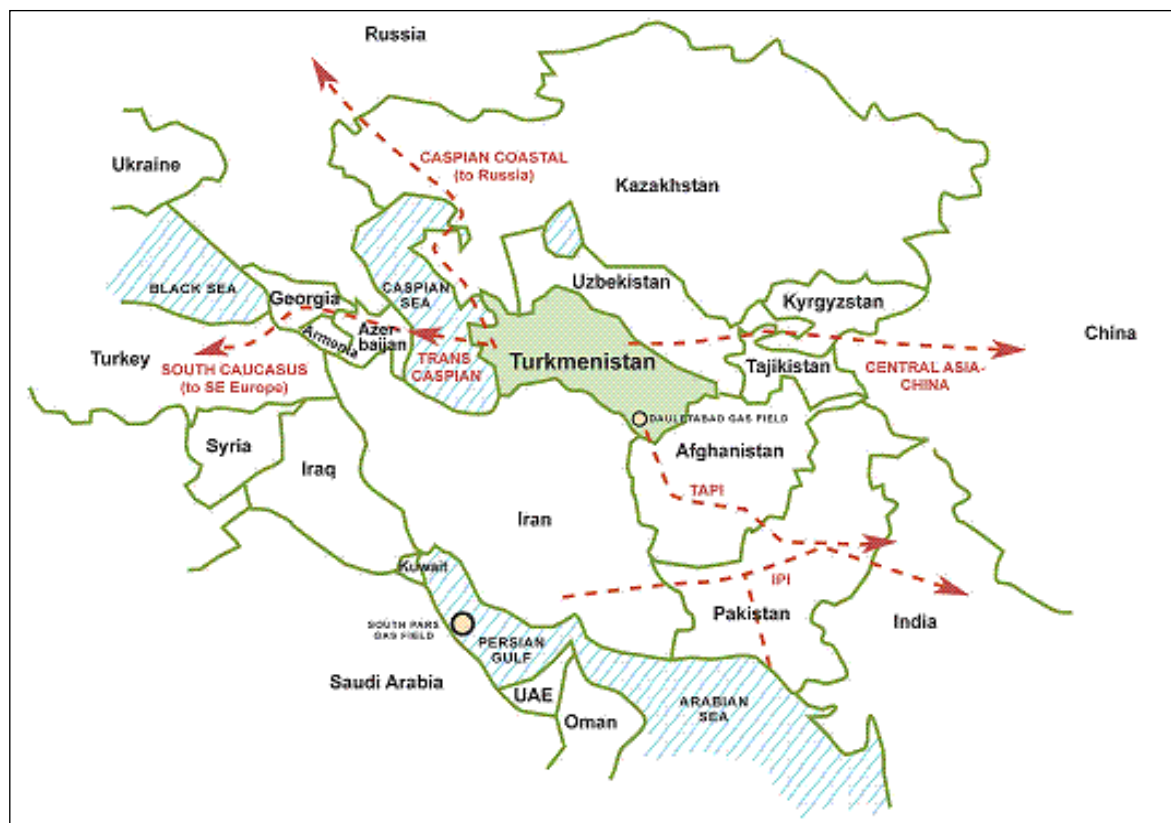 Russia
Ukraine
CASPIAN COASTAL
(to Russia)
Kazakhstan
BLACK SEA
Georgia
CASPIAN
SEA
Uzbekistan
Kyrgyzstan
Armenia
Azer
baijan
China
Turkey
SOUTH CAUCASUS
(to SE Europe)
TRANS
CASPIAN
Turkmenistan
Tajikistan
CENTRAL ASIA-
CHINA
DAULETABAD GAS FIELD
Syria
Iraq
Afghanistan
TAPI
Iran
Kuwait
IPI
Pakistan
India
SOUTH PARS
GAS FIELD
PERSIAN
GULF
Saudi Arabia
UAE
Oman
ARABIAN
SEA